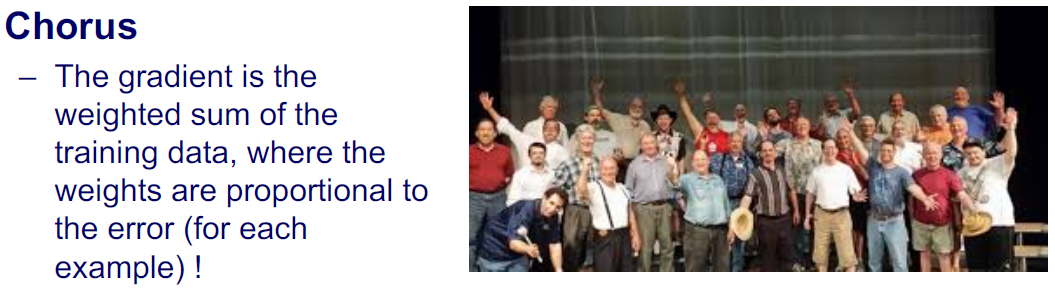 Chorus
– The gradient is the
weighted sum of the
training data, where the
weights are proportional to
the error (for each
example) !